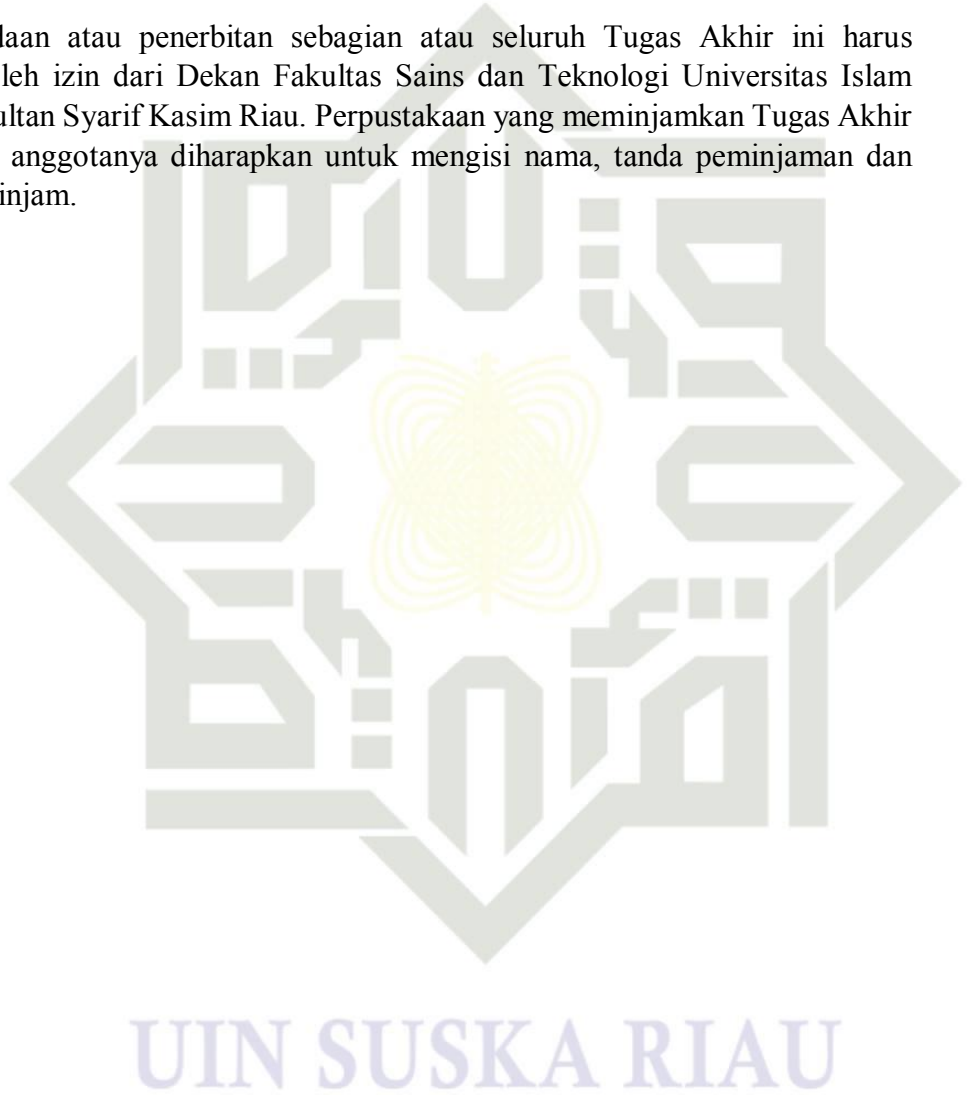 daan atau penerbitan sebagian atau seluruh Tugas Akhir ini harus
leh izin dari Dekan Fakultas Sains dan Teknologi Universitas Islam
ultan Syarif Kasim Riau. Perpustakaan yang meminjamkan Tugas Akhir
anggotanya diharapkan untuk mengisi nama, tanda peminjaman dan
injam.
UIN SUSKA RIAU